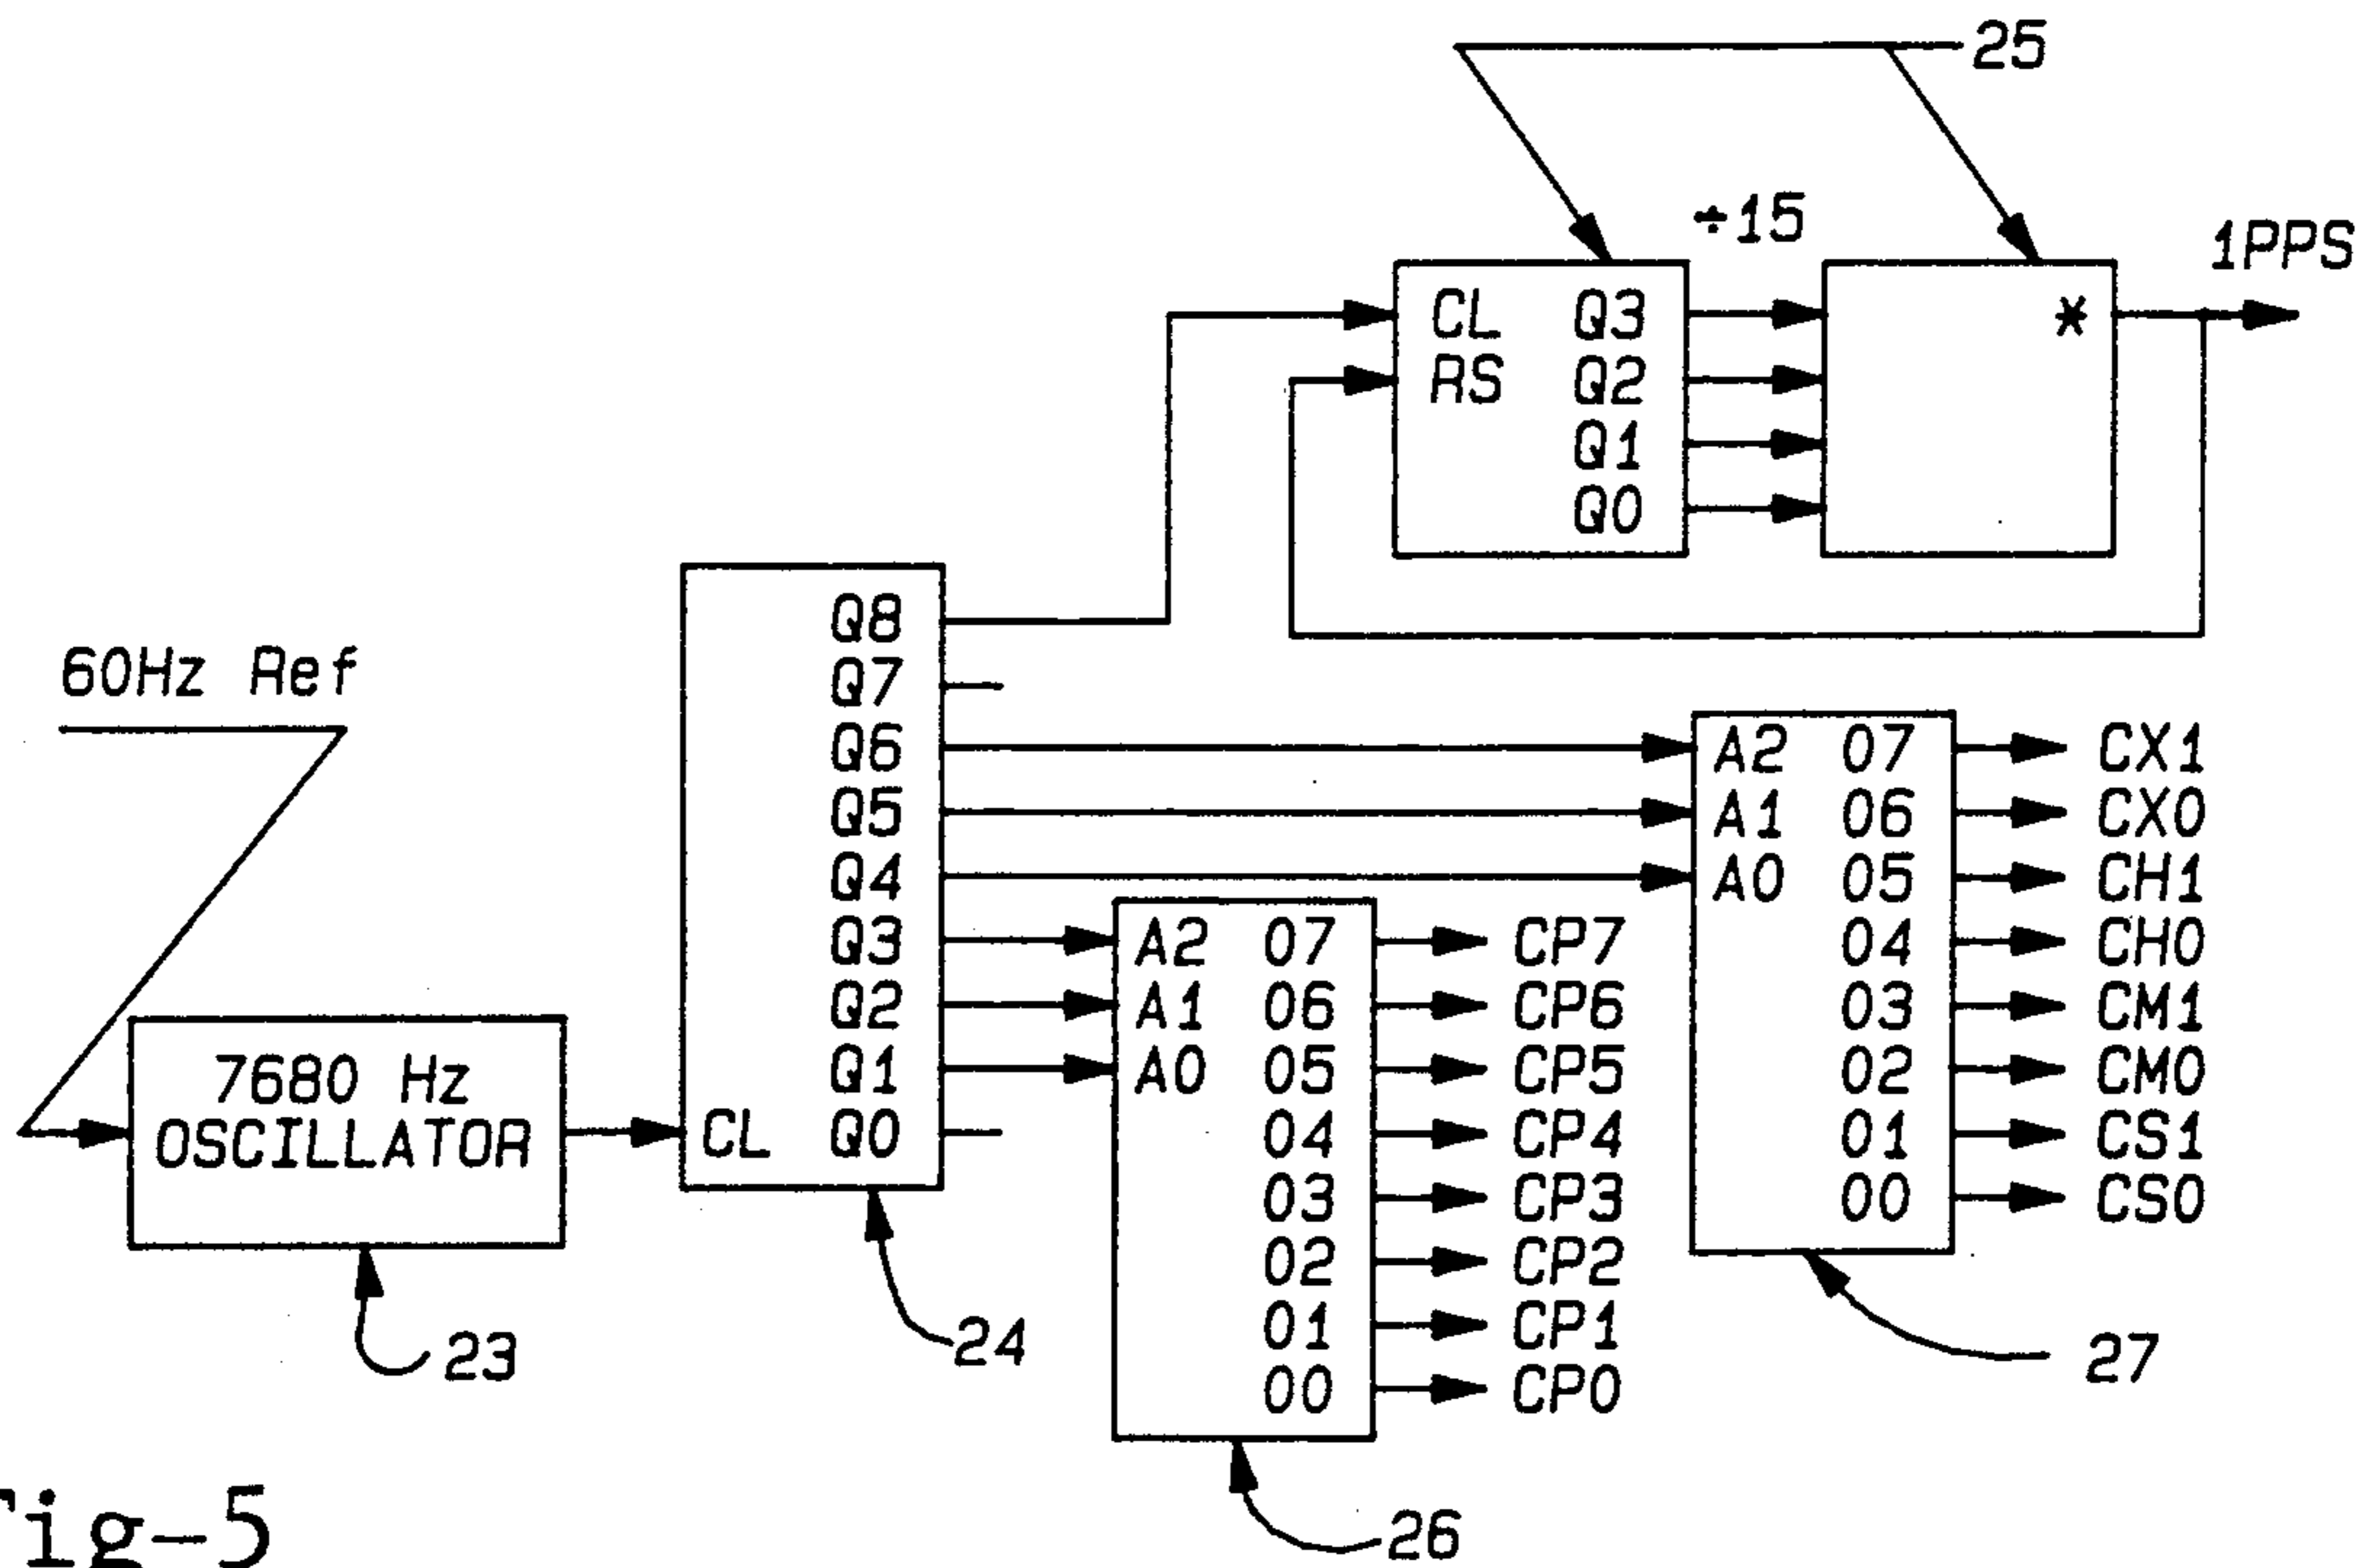 25
÷15
1PPS
CL Q3
RS Q2
Q1
Q0
*
60Hz Ref
7680 Hz
OSCILLATOR
23
Q8
Q7
Q6
Q5
Q4
Q3
Q2
Q1
CL Q0
24
A2 07 CP7
A1 06 CP6
A0 05 CP5
04 CP4
03 CP3
02 CP2
01 CP1
00 CP0
26
A2 07 CX1
A1 06 CX0
A0 05 CH1
04 CH0
03 CM1
02 CM0
01 CS1
00 CS0
27
Fig-5